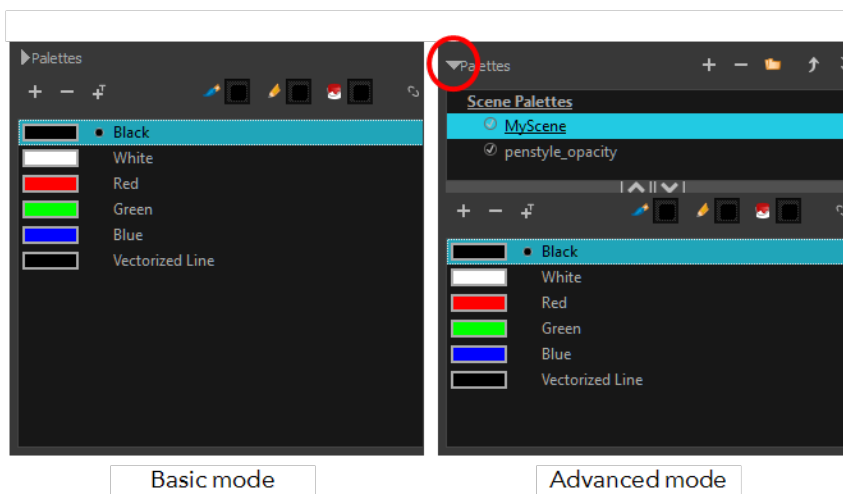 Palettes
Black
White
Red
Green
Blue
Vectorized Line
Basic mode
Palettes
Scene Palettes
MyScene
penstyle_opacity
Black
White
Red
Green
Blue
Vectorized Line
Advanced mode